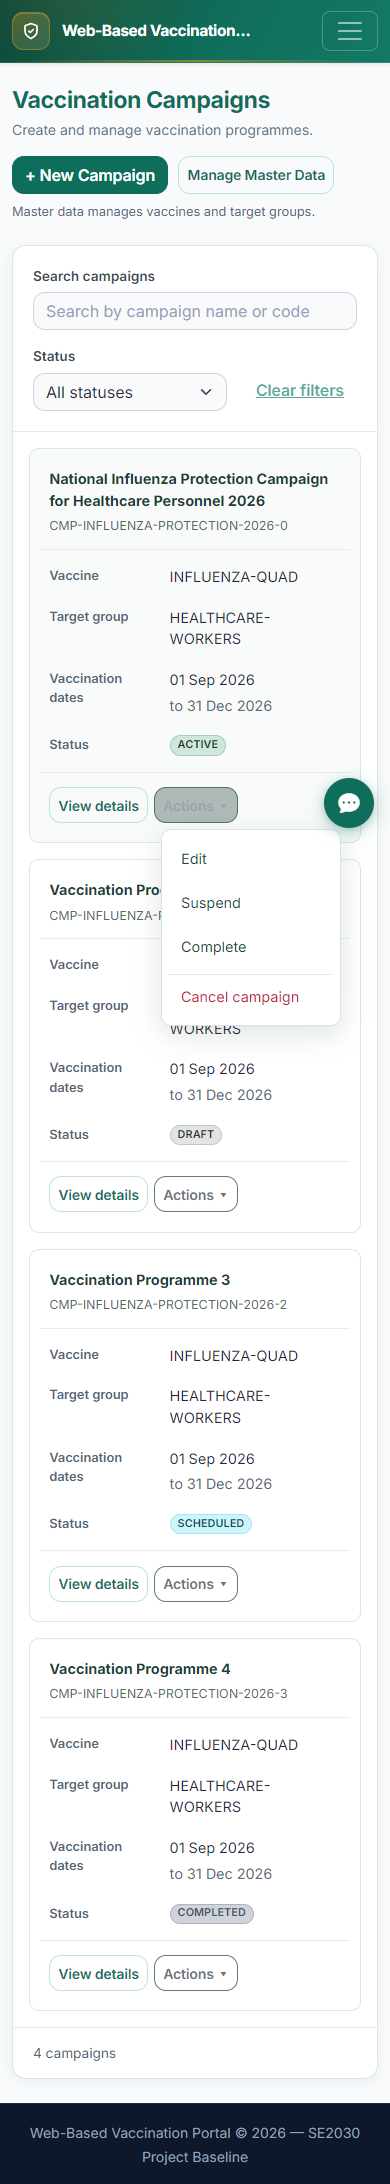 Web-Based Vaccination...
Vaccination Campaigns
Create and manage vaccination programmes.
+ New Campaign
Manage Master Data
Master data manages vaccines and target groups.
Search campaigns
Search by campaign name or code
Status
All statuses
Clear filters
National Influenza Protection Campaign
for Healthcare Personnel 2026
CMP-INFLUENZA-PROTECTION-2026-0
Vaccine
INFLUENZA-QUAD
Target group
HEALTHCARE-
WORKERS
Vaccination
dates
01 Sep 2026
to 31 Dec 2026
Status
ACTIVE
View details
Actions
Edit
Suspend
Complete
Cancel campaign
Vaccination
CMP-INFLUENZA-
Vaccine
Target group
WORKERS
Vaccination
dates
01 Sep 2026
to 31 Dec 2026
Status
DRAFT
View details
Actions
Vaccination Programme 3
CMP-INFLUENZA-PROTECTION-2026-2
Vaccine
INFLUENZA-QUAD
Target group
HEALTHCARE-
WORKERS
Vaccination
dates
01 Sep 2026
to 31 Dec 2026
Status
SCHEDULED
View details
Actions
Vaccination Programme 4
CMP-INFLUENZA-PROTECTION-2026-3
Vaccine
INFLUENZA-QUAD
Target group
HEALTHCARE-
WORKERS
Vaccination
dates
01 Sep 2026
to 31 Dec 2026
Status
COMPLETED
View details
Actions
4 campaigns
Web-Based Vaccination Portal © 2026 — SE2030
Project Baseline